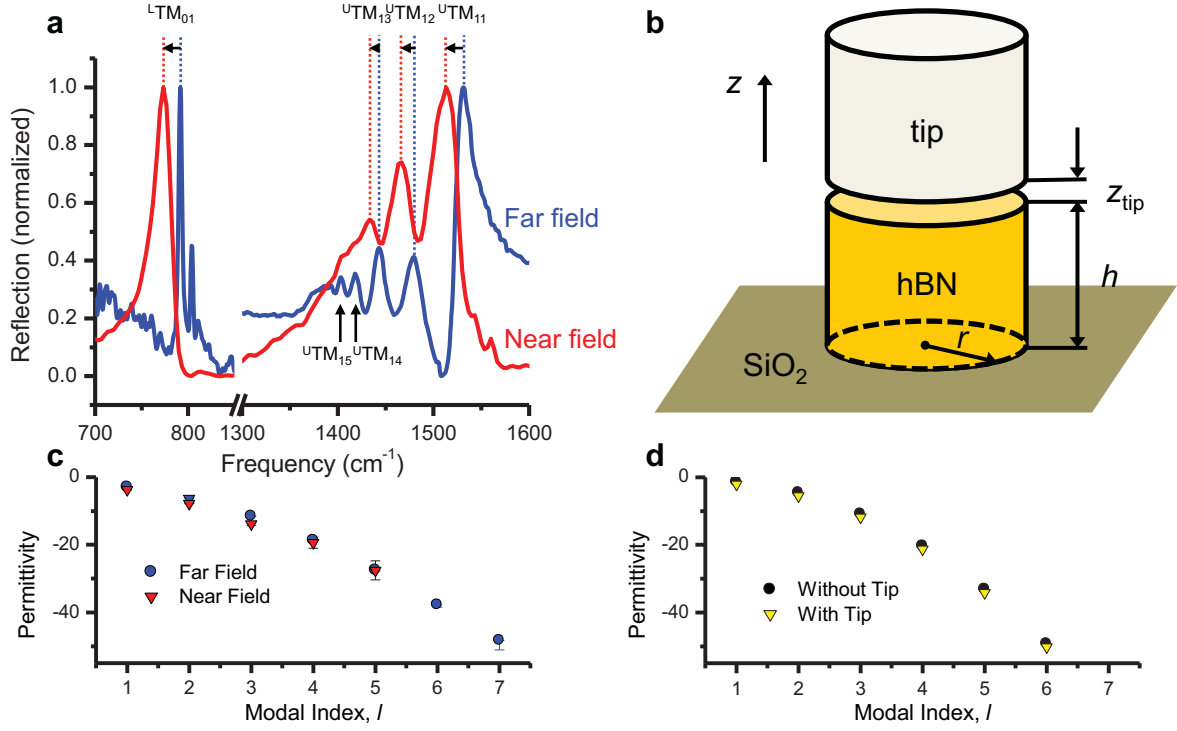 a
ᴸTM₀₁
ᵁTM₁₃ᵁTM₁₂ ᵁTM₁₁
1.0
0.8
0.6
0.4
0.2
0.0
Reflection (normalized)
Far field
Near field
ᵁTM₁₅ᵁTM₁₄
700 800 1300 1400 1500 1600
Frequency (cm⁻¹)
b
z
tip
z_tip
hBN
h
r
SiO₂
c
0
-20
-40
Permittivity
Far Field
Near Field
1 2 3 4 5 6 7
Modal Index, l
d
0
-20
-40
Permittivity
Without Tip
With Tip
1 2 3 4 5 6 7
Modal Index, l